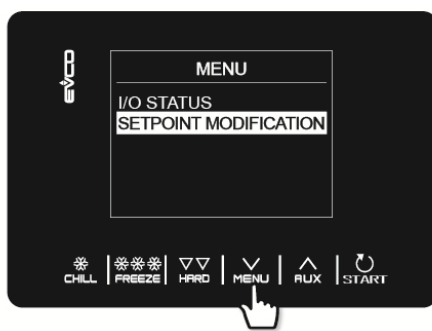 EVCO
MENU
I/O STATUS
SETPOINT MODIFICATION
CHILL FREEZE HARD MENU AUX START